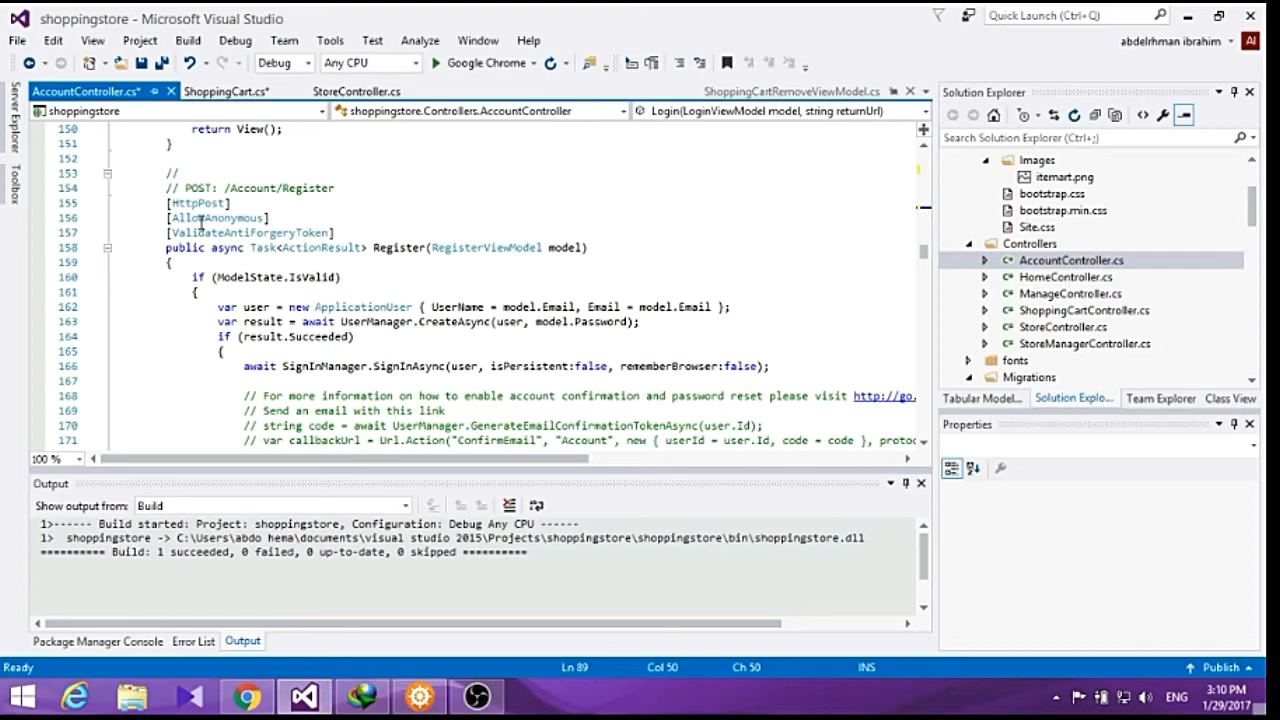 shoppingstore - Microsoft Visual Studio
Quick Launch (Ctrl+Q)
File Edit View Project Build Debug Team Tools Test Analyze Window Help
abdelrhman ibrahim AI
Debug Any CPU Google Chrome
AccountController.cs* ShoppingCart.cs* StoreController.cs ShoppingCartRemoveViewModel.cs
shoppingstore shoppingstore.Controllers.AccountController Login(LoginViewModel model, string returnUrl)
Server Explorer
Toolbox
150 return View();
151 }
152
153 //
154 // POST: /Account/Register
155 [HttpPost]
156 [AllowAnonymous]
157 [ValidateAntiForgeryToken]
158 public async Task<ActionResult> Register(RegisterViewModel model)
159 {
160 if (ModelState.IsValid)
161 {
162 var user = new ApplicationUser { UserName = model.Email, Email = model.Email };
163 var result = await UserManager.CreateAsync(user, model.Password);
164 if (result.Succeeded)
165 {
166 await SignInManager.SignInAsync(user, isPersistent:false, rememberBrowser:false);
167
168 // For more information on how to enable account confirmation and password reset please visit http://go.
169 // Send an email with this link
170 // string code = await UserManager.GenerateEmailConfirmationTokenAsync(user.Id);
171 // var callbackUrl = Url.Action("ConfirmEmail", "Account", new { userId = user.Id, code = code }, protoc
100 %
Output
Show output from: Build
1>------ Build started: Project: shoppingstore, Configuration: Debug Any CPU ------
1> shoppingstore -> C:\Users\abdo hema\documents\visual studio 2015\Projects\shoppingstore\shoppingstore\bin\shoppingstore.dll
========== Build: 1 succeeded, 0 failed, 0 up-to-date, 0 skipped ==========
Package Manager Console Error List Output
Solution Explorer
Search Solution Explorer (Ctrl+;)
Images
itemart.png
bootstrap.css
bootstrap.min.css
Site.css
Controllers
AccountController.cs
HomeController.cs
ManageController.cs
ShoppingCartController.cs
StoreController.cs
StoreManagerController.cs
fonts
Migrations
Tabular Model... Solution Explo... Team Explorer Class View
Properties
Ready Ln 89 Col 50 Ch 50 INS Publish
ENG
3:10 PM
1/29/2017